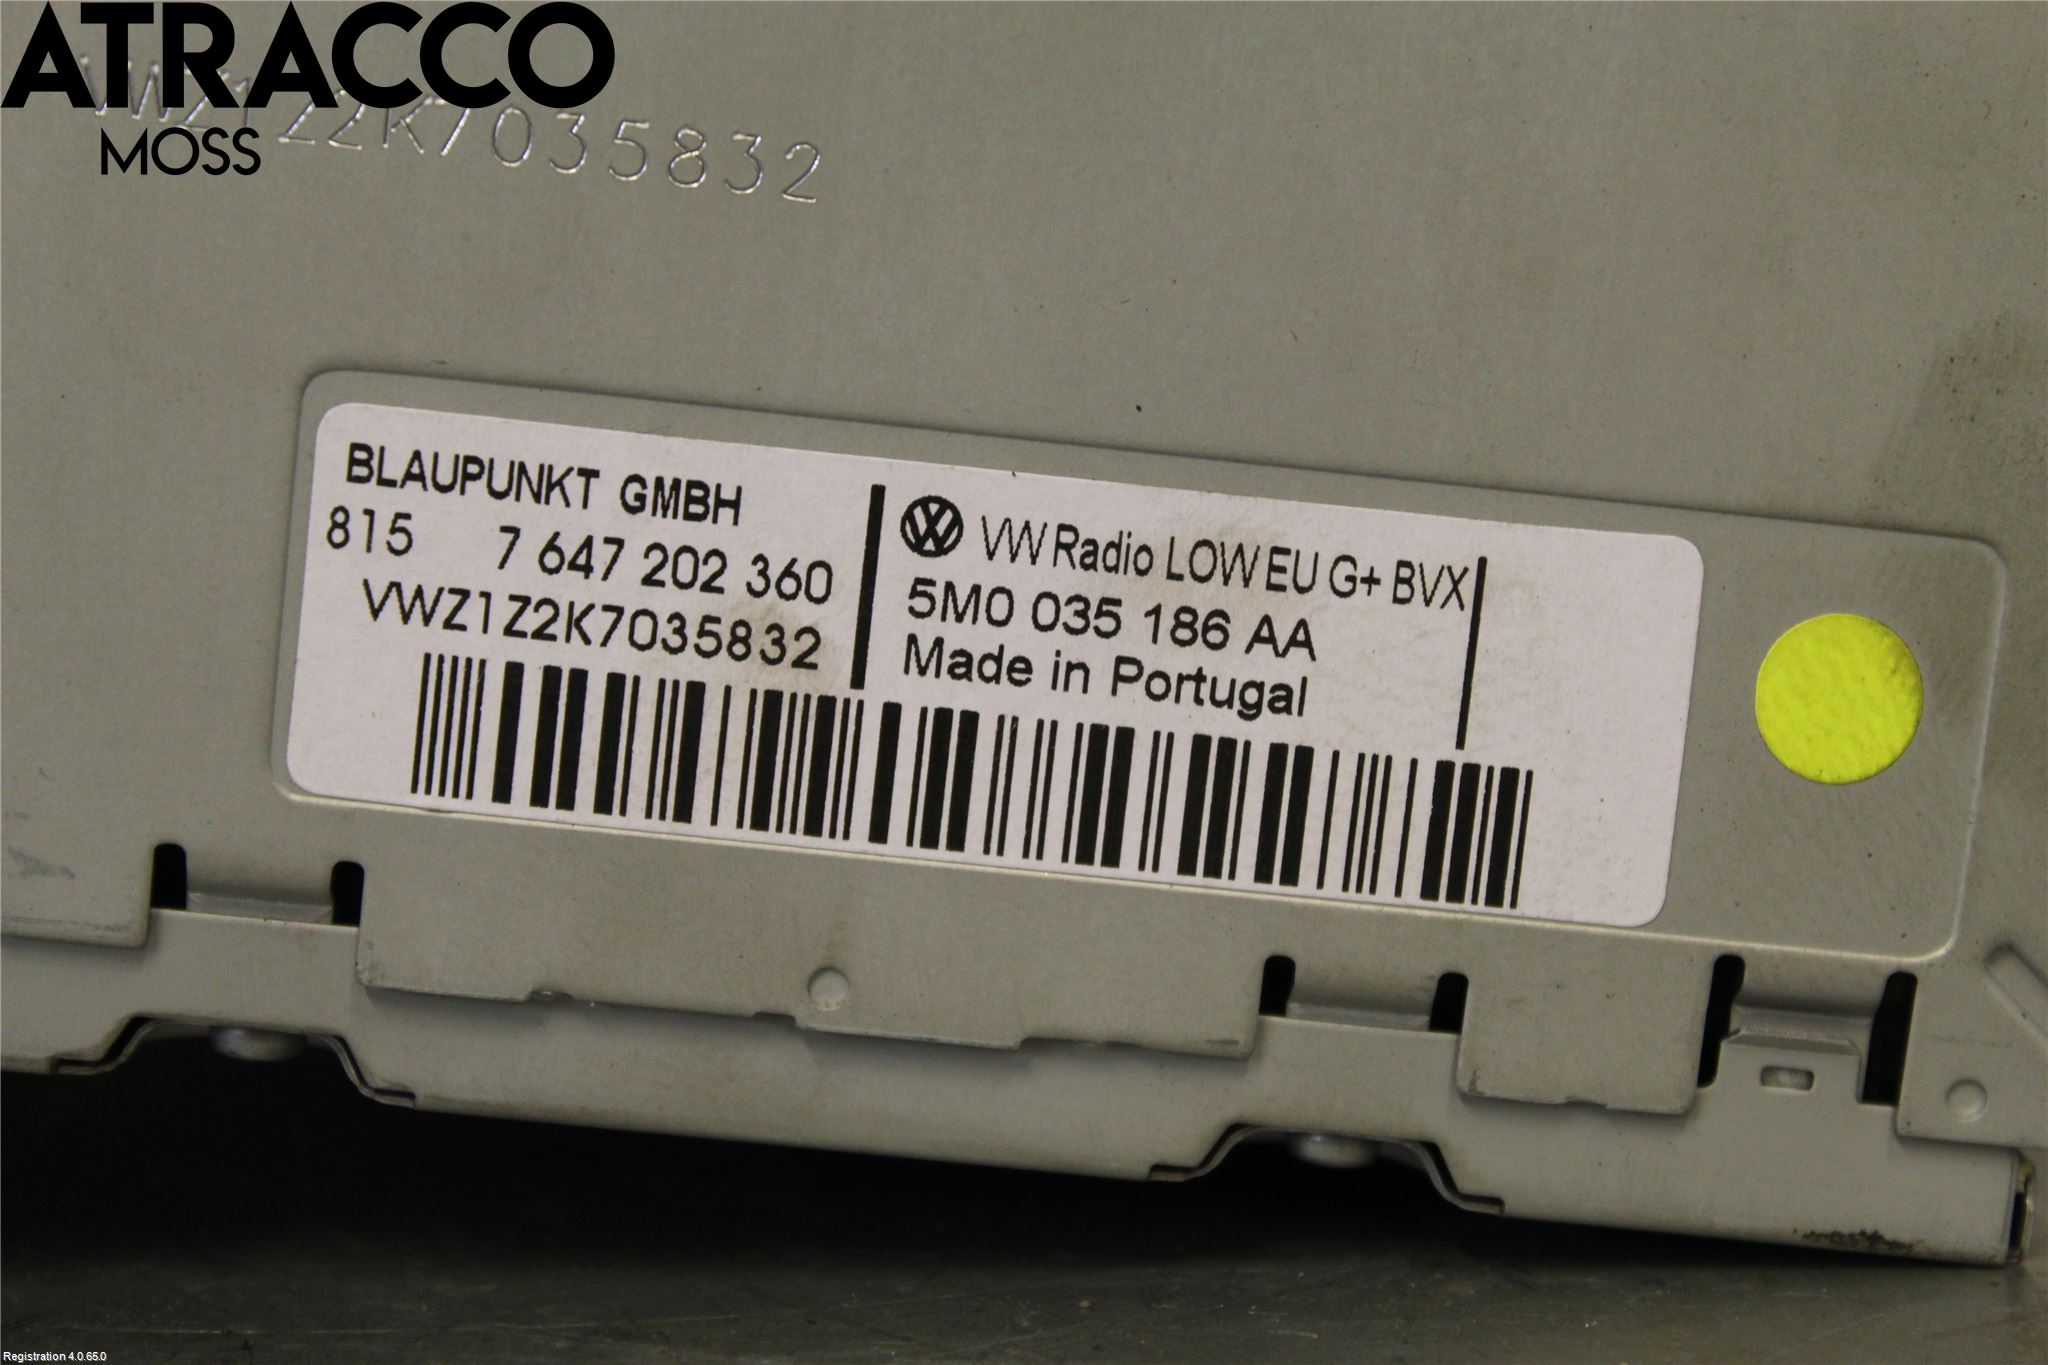 ATRACCO
MOSS
VWZ1Z2K7035832
BLAUPUNKT GMBH
815 7 647 202 360
VWZ1Z2K7035832
VW Radio LOW EU G+ BVX
5M0 035 186 AA
Made in Portugal
Registration 4.0.65.0